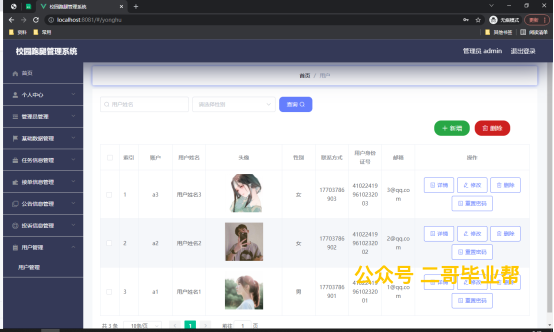 校园跑腿管理系统
localhost:8081/#/yonghu
无痕模式
更新
资料
常用
其他书签
阅读清单
校园跑腿管理系统
管理员 admin
退出登录
首页
个人中心
管理员管理
基础数据管理
任务信息管理
接单信息管理
公告信息管理
投诉信息管理
用户管理
用户管理
首页 / 用户
用户姓名
查询
+ 新增
删除
索引 账户 用户姓名 头像 性别 联系方式 用户身份证号 邮箱 操作
1 a3 用户姓名3 女 17703786903 410224199610232003 3@qq.com 详情 修改 删除 重置密码
2 a2 用户姓名2 女 17703786902 410224199610232002 2@qq.com 详情 修改 删除 重置密码
3 a1 用户姓名1 男 17703786901 410224199610232001 1@qq.com 详情 修改 删除 重置密码
公众号 二哥毕业帮
共 3 条 10条/页 1 前往 1 页